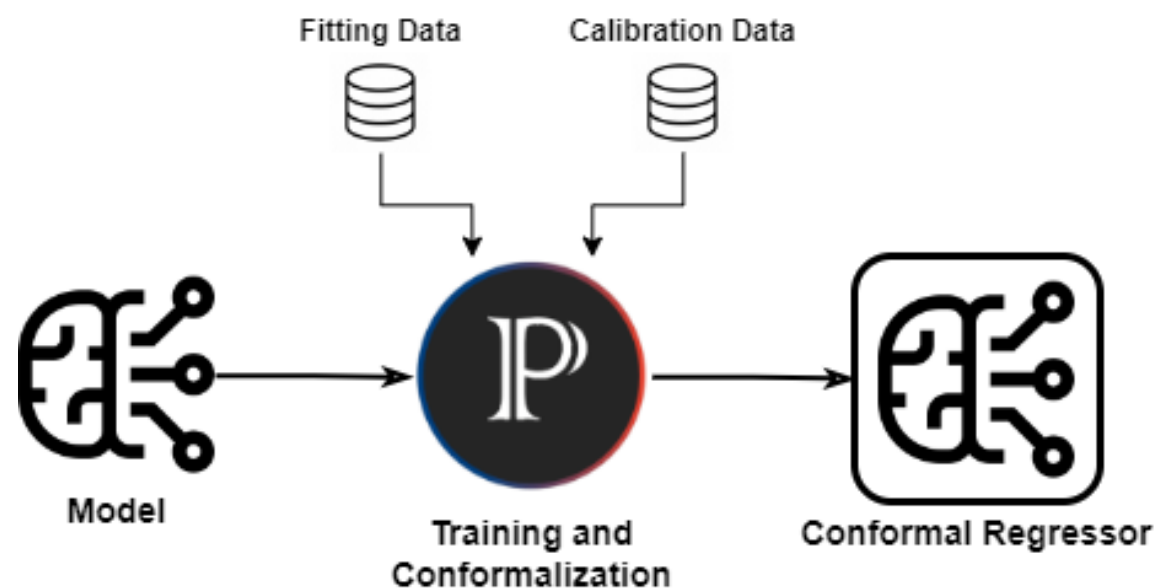 Fitting Data
Calibration Data
P
Model
Training and
Conformalization
Conformal Regressor